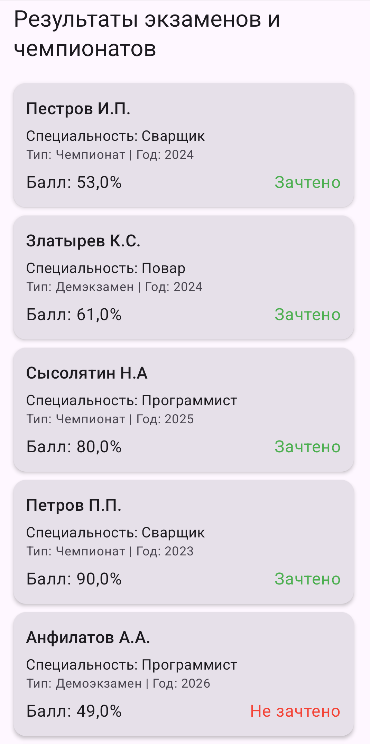 Результаты экзаменов и
чемпионатов
Пестров И.П.
Специальность: Сварщик
Тип: Чемпионат | Год: 2024
Балл: 53,0% Зачтено
Златырев К.С.
Специальность: Повар
Тип: Демэкзамен | Год: 2024
Балл: 61,0% Зачтено
Сысолятин Н.А
Специальность: Программист
Тип: Чемпионат | Год: 2025
Балл: 80,0% Зачтено
Петров П.П.
Специальность: Сварщик
Тип: Чемпионат | Год: 2023
Балл: 90,0% Зачтено
Анфилатов А.А.
Специальность: Программист
Тип: Демоэкзамен | Год: 2026
Балл: 49,0% Не зачтено